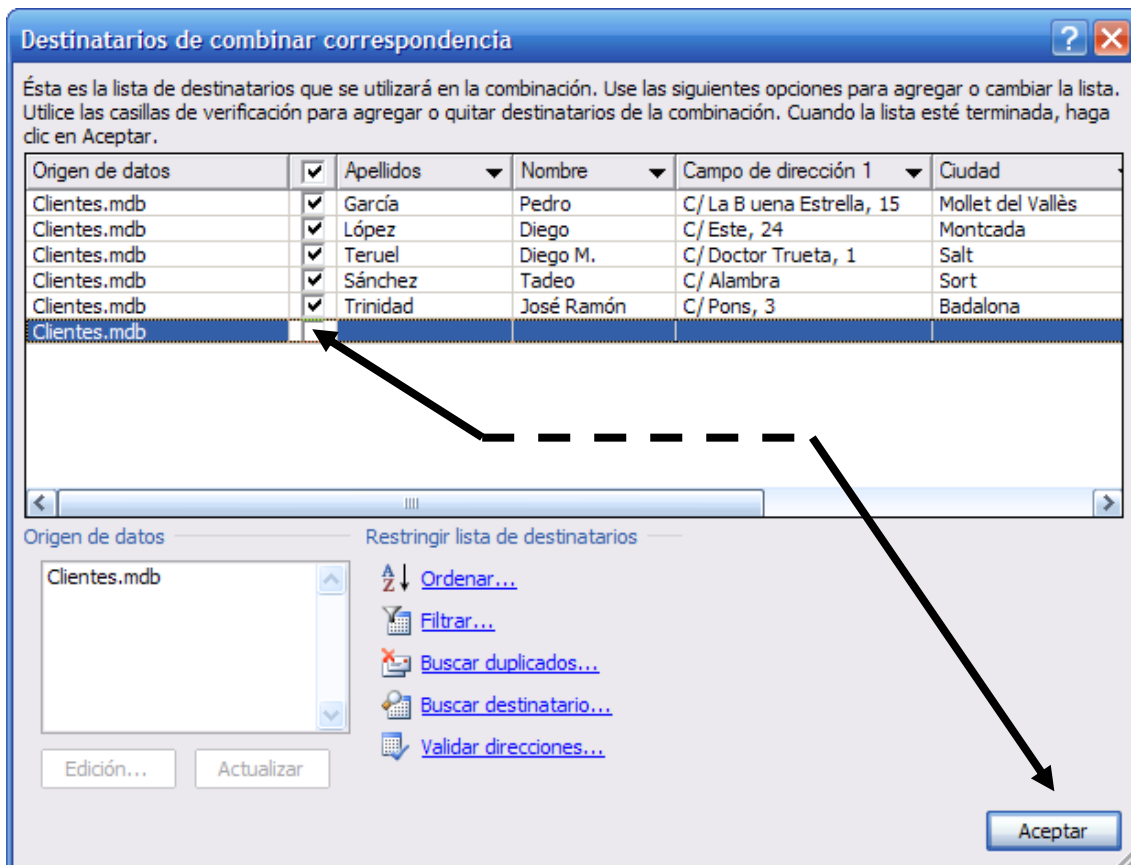 Destinatarios de combinar correspondencia
Ésta es la lista de destinatarios que se utilizará en la combinación. Use las siguientes opciones para agregar o cambiar la lista.
Utilice las casillas de verificación para agregar o quitar destinatarios de la combinación. Cuando la lista esté terminada, haga
clic en Aceptar.
Origen de datos Apellidos Nombre Campo de dirección 1 Ciudad
Clientes.mdb García Pedro C/ La B uena Estrella, 15 Mollet del Vallès
Clientes.mdb López Diego C/ Este, 24 Montcada
Clientes.mdb Teruel Diego M. C/ Doctor Trueta, 1 Salt
Clientes.mdb Sánchez Tadeo C/ Alambra Sort
Clientes.mdb Trinidad José Ramón C/ Pons, 3 Badalona
Clientes.mdb
Origen de datos Restringir lista de destinatarios
Clientes.mdb
Ordenar...
Filtrar...
Buscar duplicados...
Buscar destinatario...
Validar direcciones...
Edición... Actualizar
Aceptar